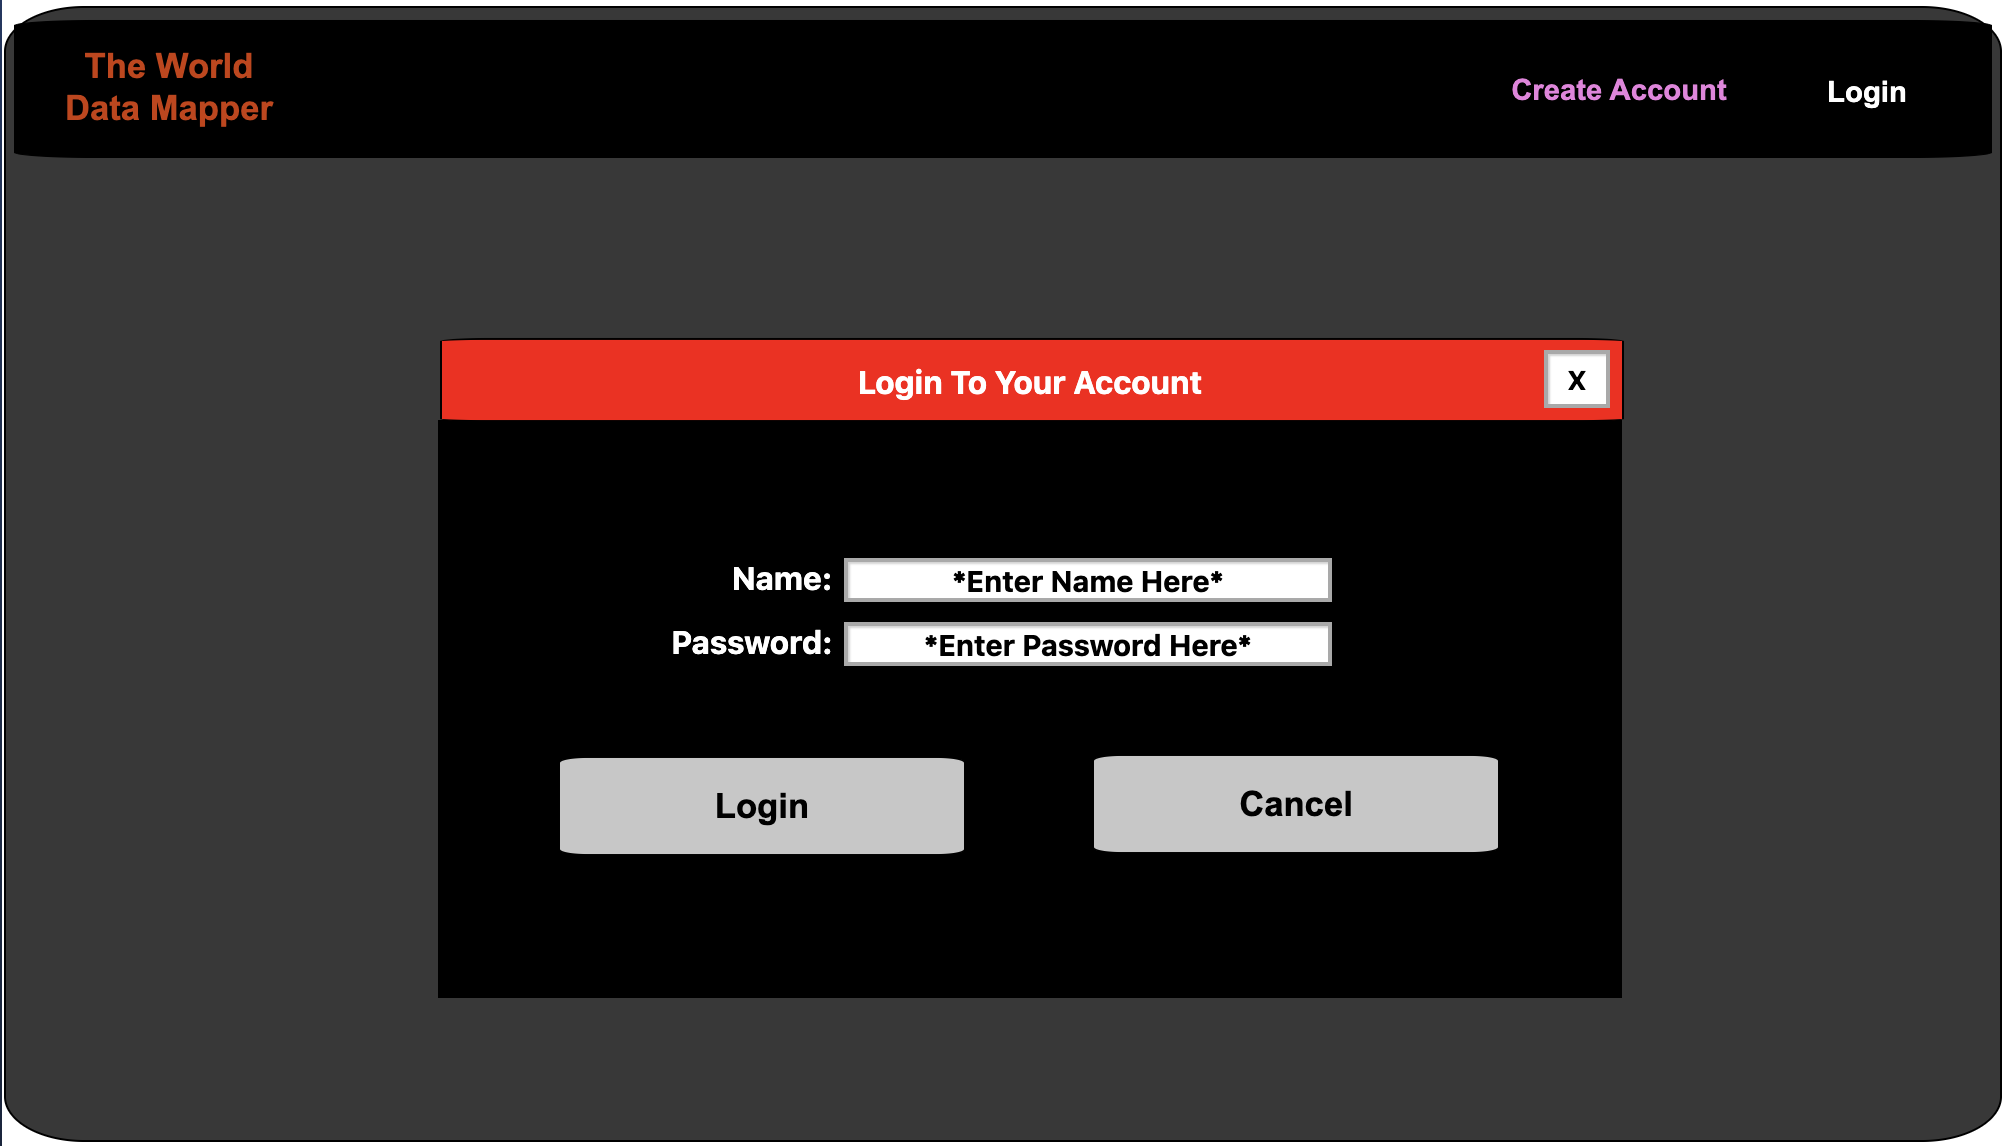 The World
Data Mapper
Create Account
Login
Login To Your Account
X
Name:
*Enter Name Here*
Password:
*Enter Password Here*
Login
Cancel